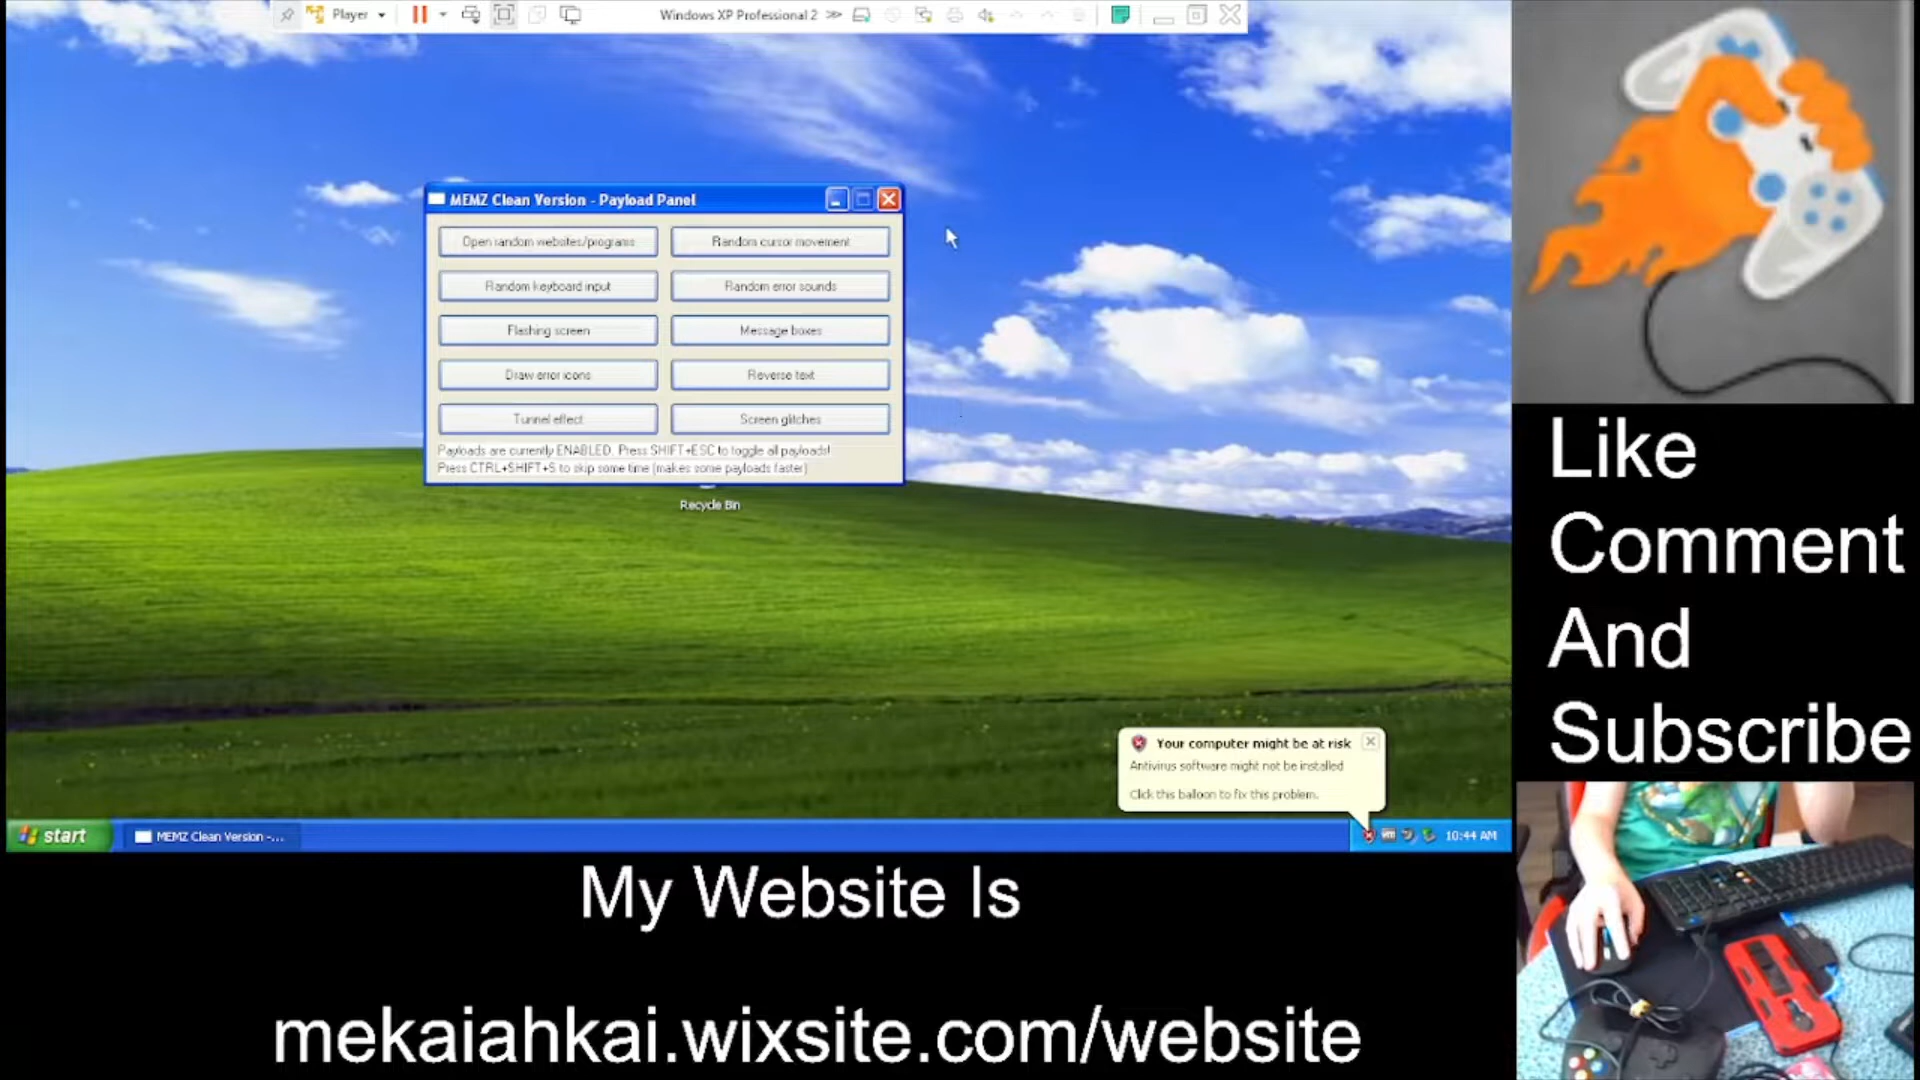 Player
Windows XP Professional 2
MEMZ Clean Version - Payload Panel
Open random websites/programs
Random cursor movement
Random keyboard input
Random error sounds
Flashing screen
Message boxes
Draw error icons
Reverse text
Tunnel effect
Screen glitches
Payloads are currently ENABLED. Press SHIFT+ESC to toggle all payloads!
Press CTRL+SHIFT+S to skip some time (makes some payloads faster)
Recycle Bin
Your computer might be at risk
Antivirus software might not be installed
Click this balloon to fix this problem.
start
MEMZ Clean Version -...
10:44 AM
Like
Comment
And
Subscribe
My Website Is
mekaiahkai.wixsite.com/website